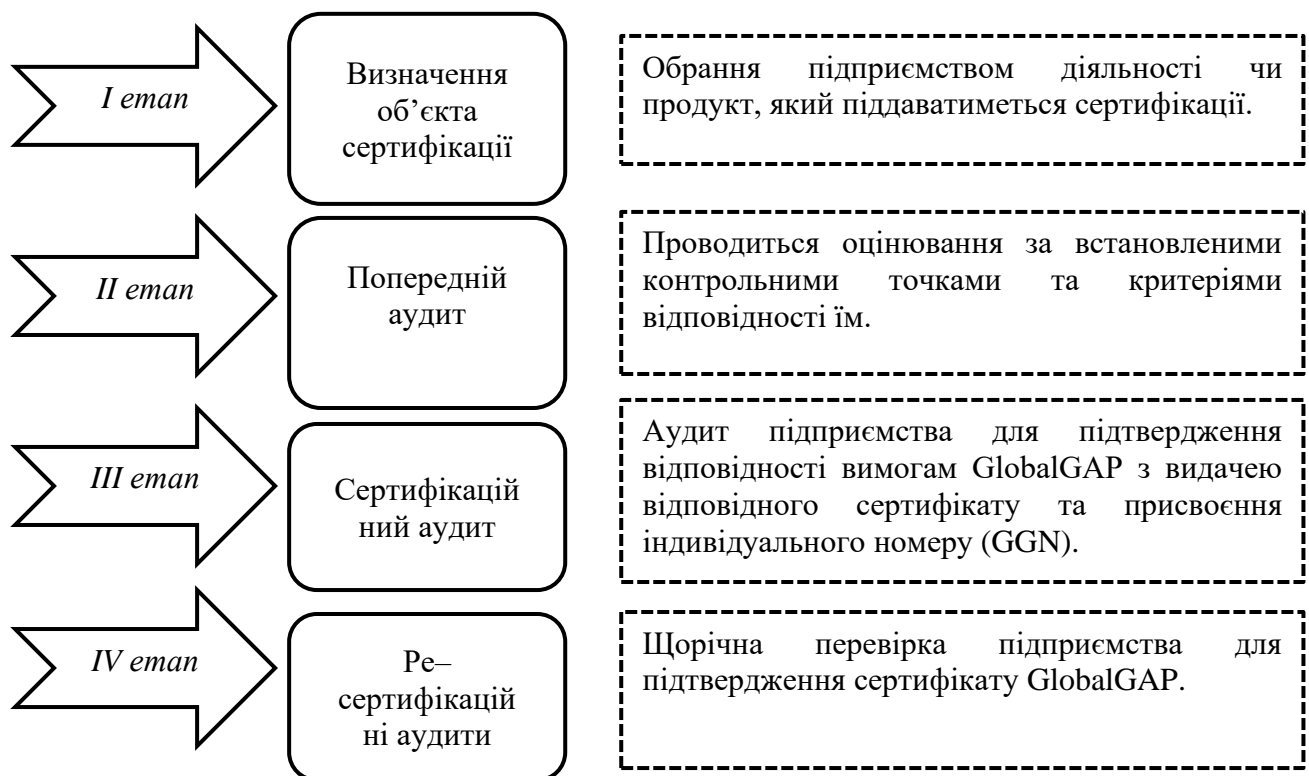 I етап
Визначення
об’єкта
сертифікації
Обрання підприємством діяльності чи
продукт, який піддаватиметься сертифікації.
II етап
Попередній
аудит
Проводиться оцінювання за встановленими
контрольними точками та критеріями
відповідності їм.
III етап
Сертифікацій
ний аудит
Аудит підприємства для підтвердження
відповідності вимогам GlobalGAP з видачею
відповідного сертифікату та присвоєння
індивідуального номеру (GGN).
IV етап
Ре–
сертифікацій
ні аудити
Щорічна перевірка підприємства для
підтвердження сертифікату GlobalGAP.